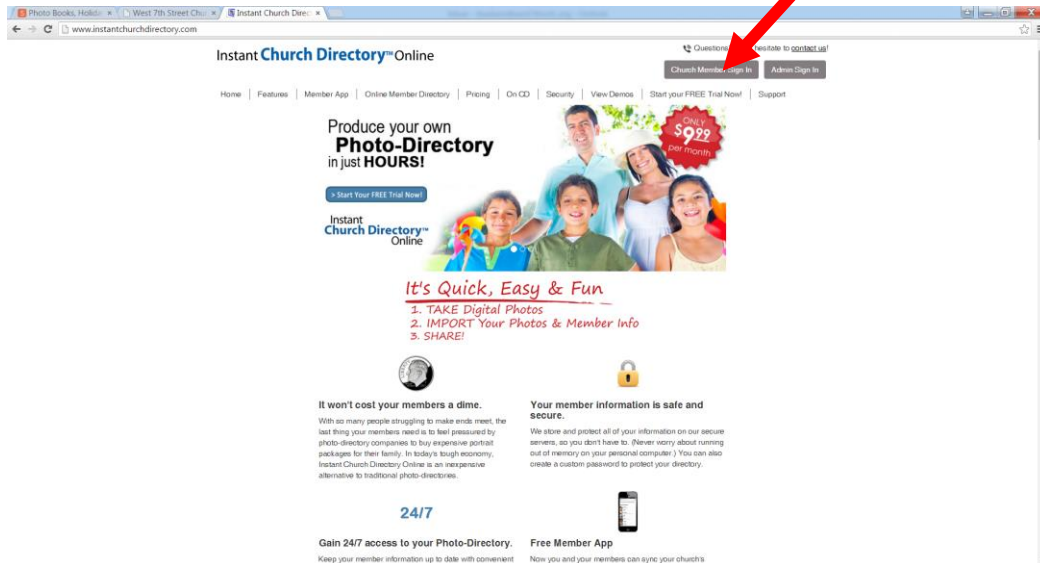 Photo Books, Holida
West 7th Street Chur
Instant Church Direc
www.instantchurchdirectory.com
Instant Church Directory™ Online
Questions hesitate to contact us!
Church Member Sign In
Admin Sign In
Home | Features | Member App | Online Member Directory | Pricing | On CD | Security | View Demos | Start your FREE Trial Now! | Support
Produce your own
Photo-Directory
in just HOURS!
ONLY
$9.99
per month
> Start Your FREE Trial Now!
Instant
Church Directory™
Online
It's Quick, Easy & Fun
1. TAKE Digital Photos
2. IMPORT Your Photos & Member Info
3. SHARE!
It won't cost your members a dime.
With so many people struggling to make ends meet, the
last thing your members need is to feel pressured by
photo-directory companies to buy expensive portrait
packages for their family. In today's tough economy,
Instant Church Directory Online is an inexpensive
alternative to traditional photo-directories.
Your member information is safe and
secure.
We store and protect all of your information on our secure
servers, so you don't have to. (Never worry about running
out of memory on your personal computer.) You can also
create a custom password to protect your directory.
24/7
Gain 24/7 access to your Photo-Directory.
Keep your member information up to date with convenient
Free Member App
Now you and your members can sync your church's